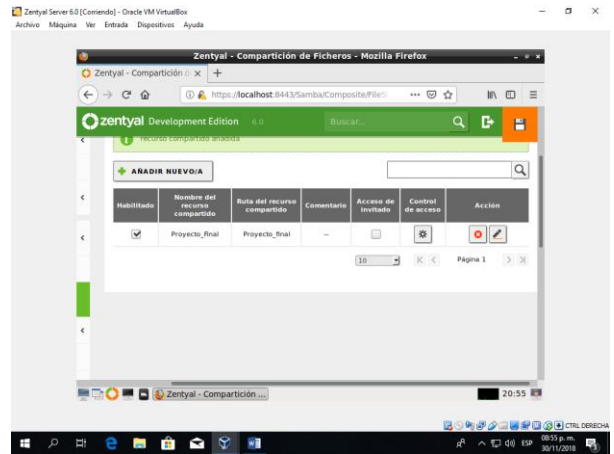 Zentyal Server 6.0 [Corriendo] - Oracle VM VirtualBox
Archivo Máquina Ver Entrada Dispositivos Ayuda
Zentyal - Compartición de Ficheros - Mozilla Firefox
Zentyal - Compartición d
https://localhost:8443/Samba/Composite/FileS
zentyal Development Edition 6.0 Buscar...
recurso compartido añadida
AÑADIR NUEVO/A
Habilitado Nombre del recurso compartido Ruta del recurso compartido Comentario Acceso de invitado Control de acceso Acción
Proyecto_Final Proyecto_final --
10 Página 1
Zentyal - Compartición ... 20:55
CTRL DERECHA
ESP 08:55 p. m.
30/11/2018